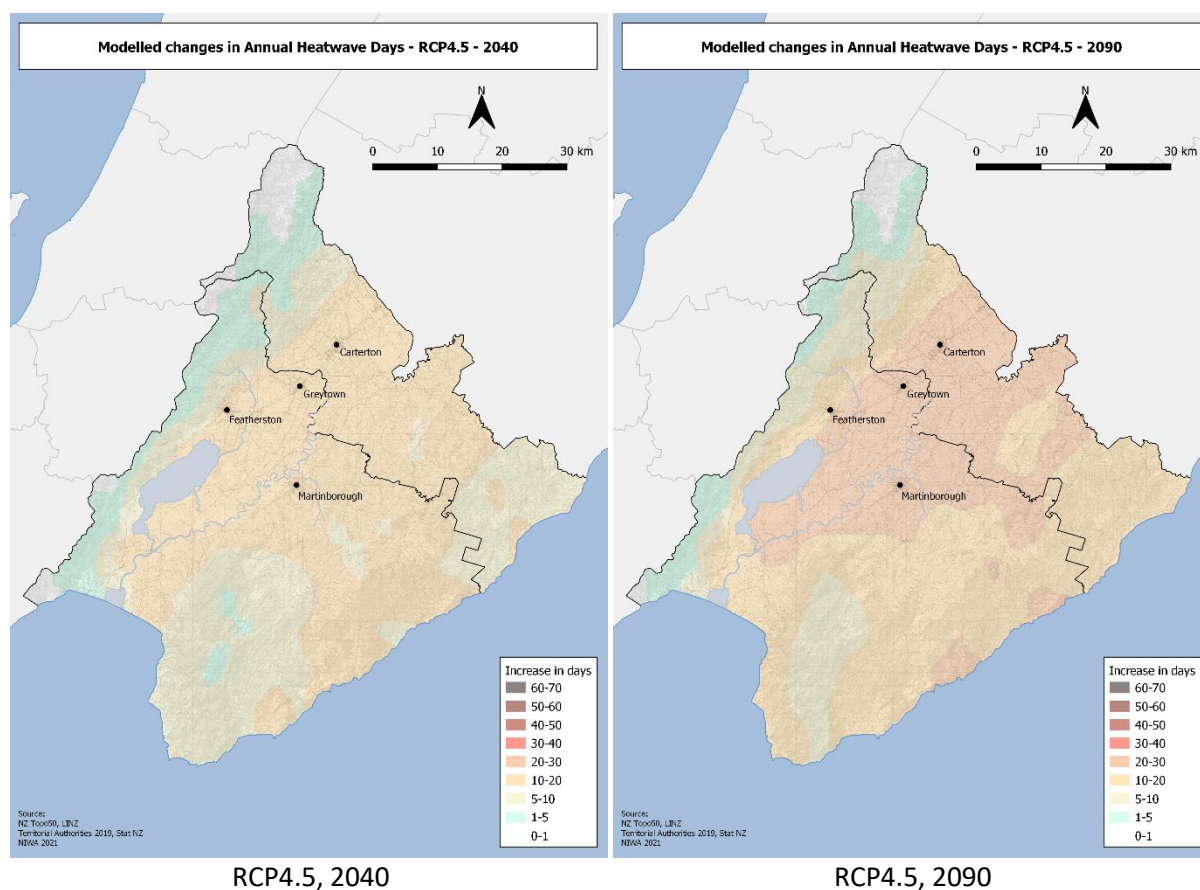 Modelled changes in Annual Heatwave Days - RCP4.5 - 2040
N
0 10 20 30 km
Carterton
Greytown
Featherston
Martinborough
Increase in days
60-70
50-60
40-50
30-40
20-30
10-20
5-10
1-5
0-1
Source:
NZ Topo50, LINZ
Territorial Authorities 2019, Stat NZ
NIWA 2021
RCP4.5, 2040
Modelled changes in Annual Heatwave Days - RCP4.5 - 2090
N
0 10 20 30 km
Carterton
Greytown
Featherston
Martinborough
Increase in days
60-70
50-60
40-50
30-40
20-30
10-20
5-10
1-5
0-1
Source:
NZ Topo50, LINZ
Territorial Authorities 2019, Stat NZ
NIWA 2021
RCP4.5, 2090